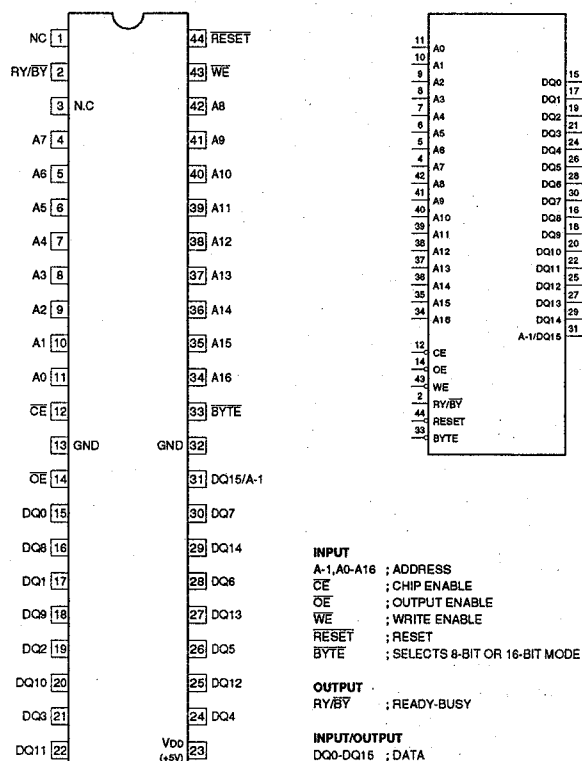 NC 1
RY/BY 2
3 N.C
A7 4
A6 5
A5 6
A4 7
A3 8
A2 9
A1 10
A0 11
CE 12
13 GND
OE 14
DQ0 15
DQ8 16
DQ1 17
DQ9 18
DQ2 19
DQ10 20
DQ3 21
DQ11 22
44 RESET
43 WE
42 A8
41 A9
40 A10
39 A11
38 A12
37 A13
36 A14
35 A15
34 A16
33 BYTE
GND 32
31 DQ15/A-1
30 DQ7
29 DQ14
28 DQ6
27 DQ13
26 DQ5
25 DQ12
24 DQ4
VDD
(+5V) 23
11 A0
10 A1
9 A2
8 A3
7 A4
6 A5
5 A6
4 A7
42 A8
41 A9
40 A10
39 A11
38 A12
37 A13
36 A14
35 A15
34 A16
12 CE
14 OE
43 WE
2 RY/BY
44 RESET
33 BYTE
DQ0 15
DQ1 17
DQ2 19
DQ3 21
DQ4 24
DQ5 26
DQ6 28
DQ7 30
DQ8 16
DQ9 18
DQ10 20
DQ11 22
DQ12 25
DQ13 27
DQ14 29
A-1/DQ15 31
INPUT
A-1,A0-A16 ; ADDRESS
CE ; CHIP ENABLE
OE ; OUTPUT ENABLE
WE ; WRITE ENABLE
RESET ; RESET
BYTE ; SELECTS 8-BIT OR 16-BIT MODE
OUTPUT
RY/BY ; READY-BUSY
INPUT/OUTPUT
DQ0-DQ15 ; DATA